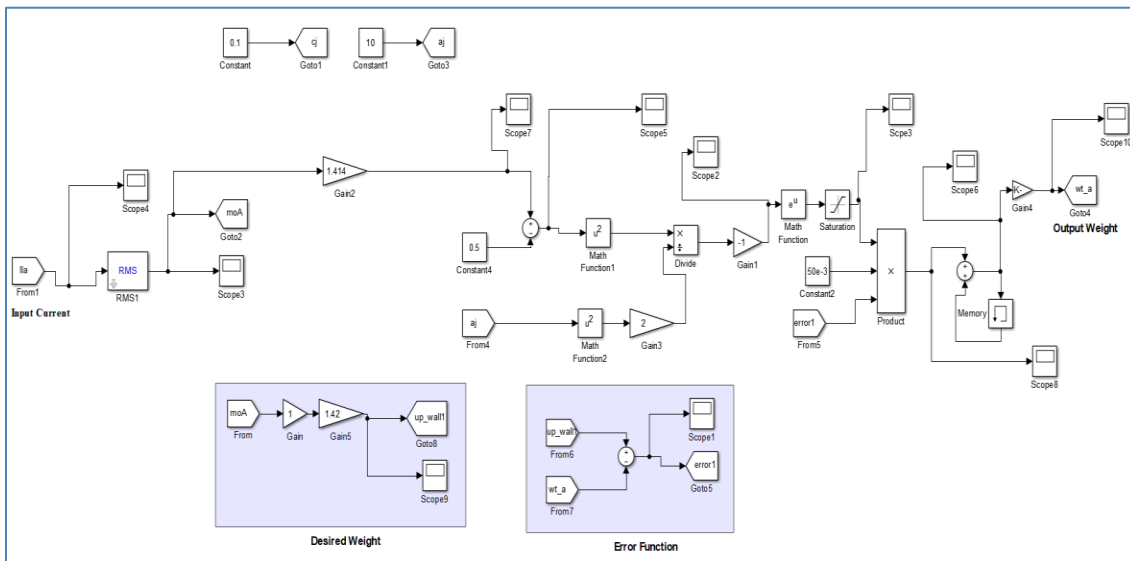 0.1
Constant
cj
Goto1
10
Constant1
aj
Goto3
Scope4
1.414
Gain2
Scope7
Scope5
Scope2
Scpe3
Scope6
Scope10
moA
Goto2
Ila
From1
Input Current
RMS
RMS1
Scope3
0.5
Constant4
+
−
u²
Math
Function1
×
÷
Divide
-1
Gain1
eᵘ
Math
Function
Saturation
K-
Gain4
wt_a
Goto4
Output Weight
50e-3
Constant2
error1
From5
×
Product
+
+
Memory
Scope8
aj
From4
u²
Math
Function2
2
Gain3
moA
From
1
Gain
1.42
Gain5
up_wall1
Goto8
Scope9
Desired Weight
up_wall1
From6
wt_a
From7
+
−
Scope1
error1
Goto5
Error Function